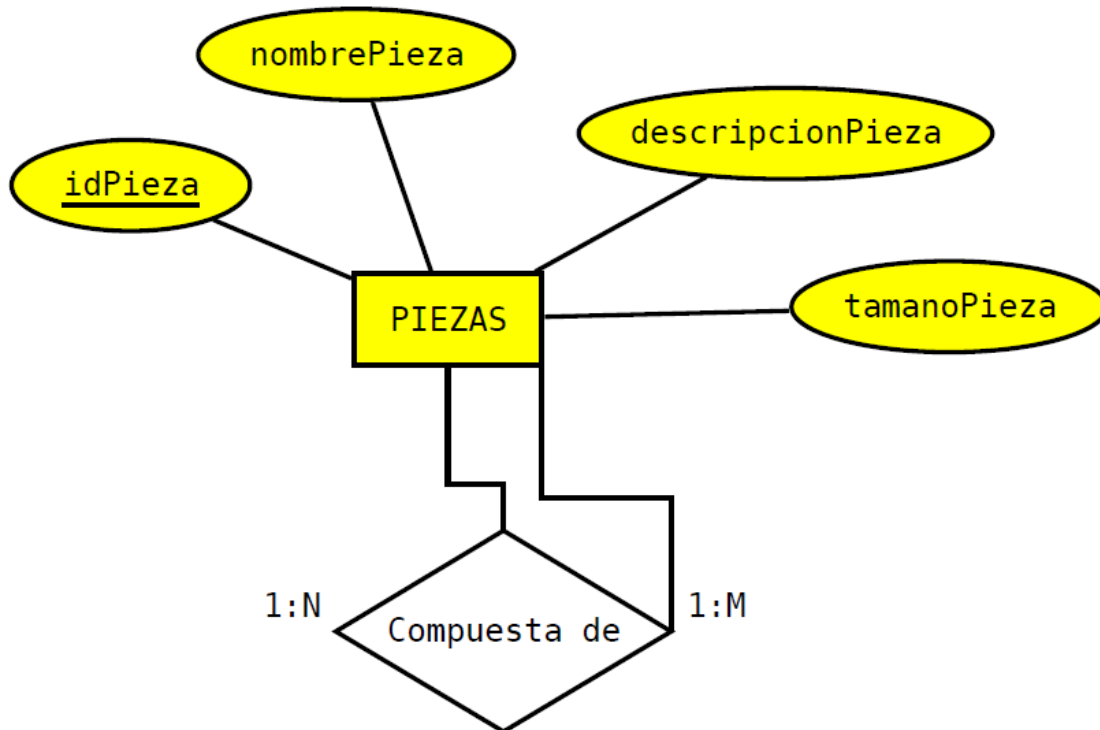 nombrePieza
descripcionPieza
idPieza
tamanoPieza
PIEZAS
1:N
Compuesta de
1:M